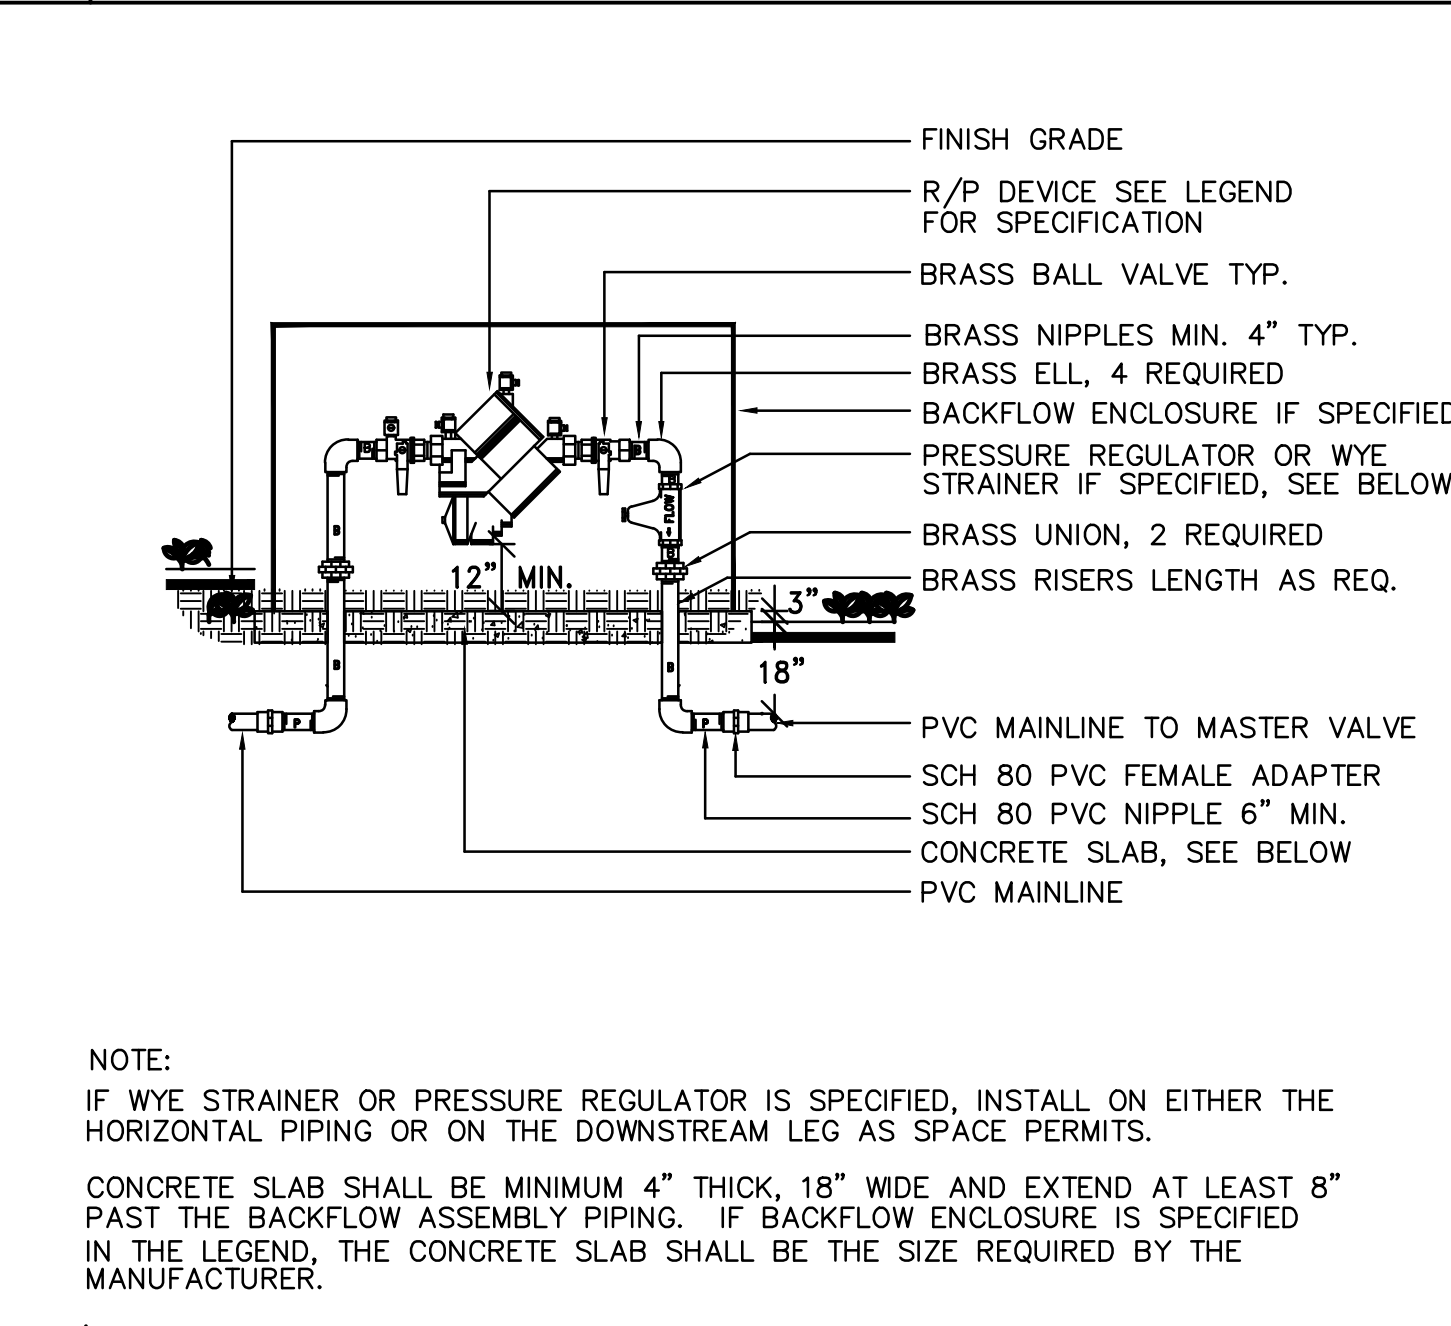 FINISH GRADE
R/P DEVICE SEE LEGEND
FOR SPECIFICATION
BRASS BALL VALVE TYP.
BRASS NIPPLES MIN. 4" TYP.
BRASS ELL, 4 REQUIRED
BACKFLOW ENCLOSURE IF SPECIFIED
PRESSURE REGULATOR OR WYE
STRAINER IF SPECIFIED, SEE BELOW
BRASS UNION, 2 REQUIRED
BRASS RISERS LENGTH AS REQ.
B
B
FLOW
B
B
12" MIN.
3"
B
B
18"
P
P
PVC MAINLINE TO MASTER VALVE
SCH 80 PVC FEMALE ADAPTER
SCH 80 PVC NIPPLE 6" MIN.
CONCRETE SLAB, SEE BELOW
PVC MAINLINE
NOTE:
IF WYE STRAINER OR PRESSURE REGULATOR IS SPECIFIED, INSTALL ON EITHER THE
HORIZONTAL PIPING OR ON THE DOWNSTREAM LEG AS SPACE PERMITS.
CONCRETE SLAB SHALL BE MINIMUM 4" THICK, 18" WIDE AND EXTEND AT LEAST 8"
PAST THE BACKFLOW ASSEMBLY PIPING. IF BACKFLOW ENCLOSURE IS SPECIFIED
IN THE LEGEND, THE CONCRETE SLAB SHALL BE THE SIZE REQUIRED BY THE
MANUFACTURER.